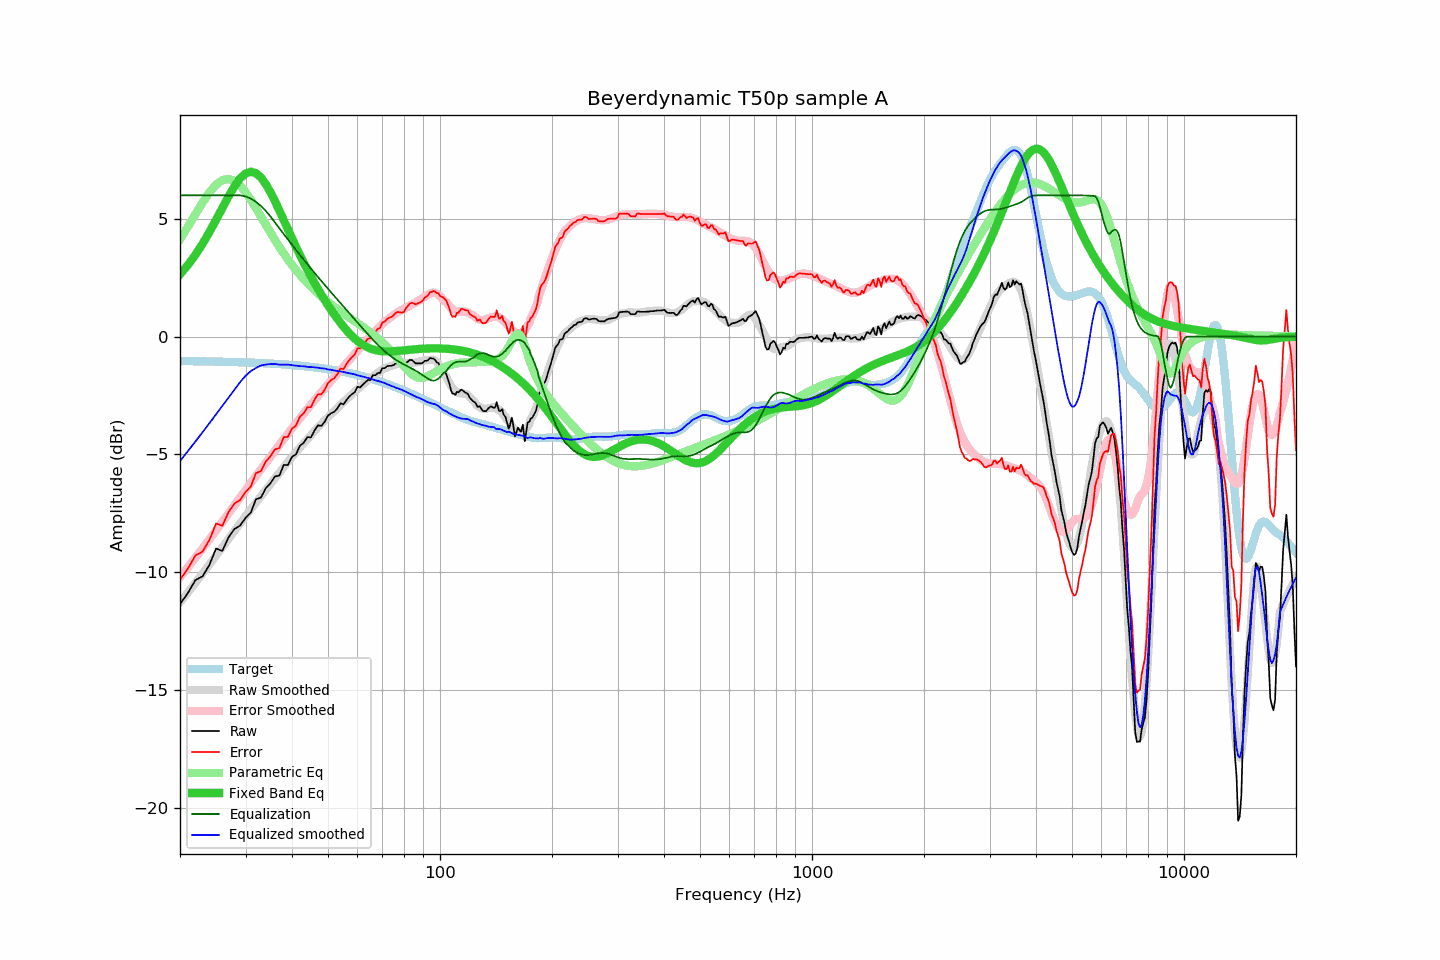 Beyerdynamic T50p sample A
Amplitude (dBr)
5
0
−5
−10
−15
−20
Target
Raw Smoothed
Error Smoothed
Raw
Error
Parametric Eq
Fixed Band Eq
Equalization
Equalized smoothed
100
1000
10000
Frequency (Hz)